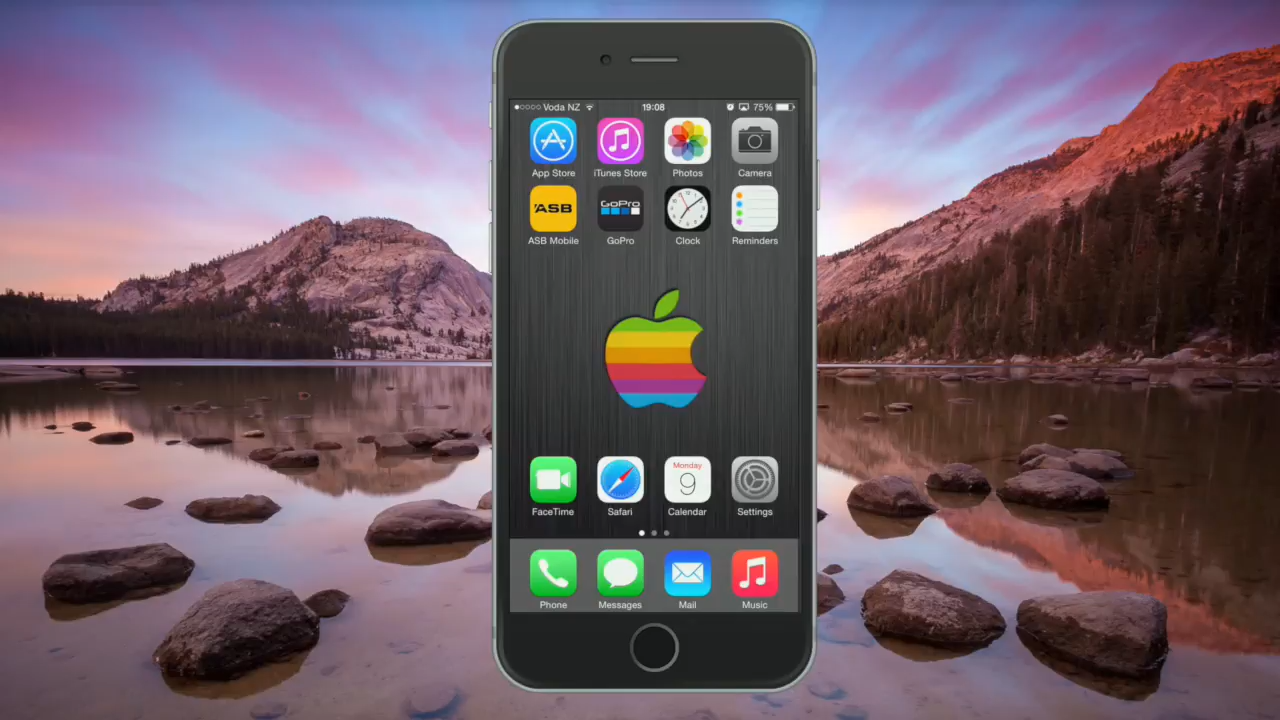 Voda NZ 19:08 75%
App Store iTunes Store Photos Camera
ASB
GoPro
ASB Mobile GoPro Clock Reminders
Monday
9
FaceTime Safari Calendar Settings
Phone Messages Mail Music